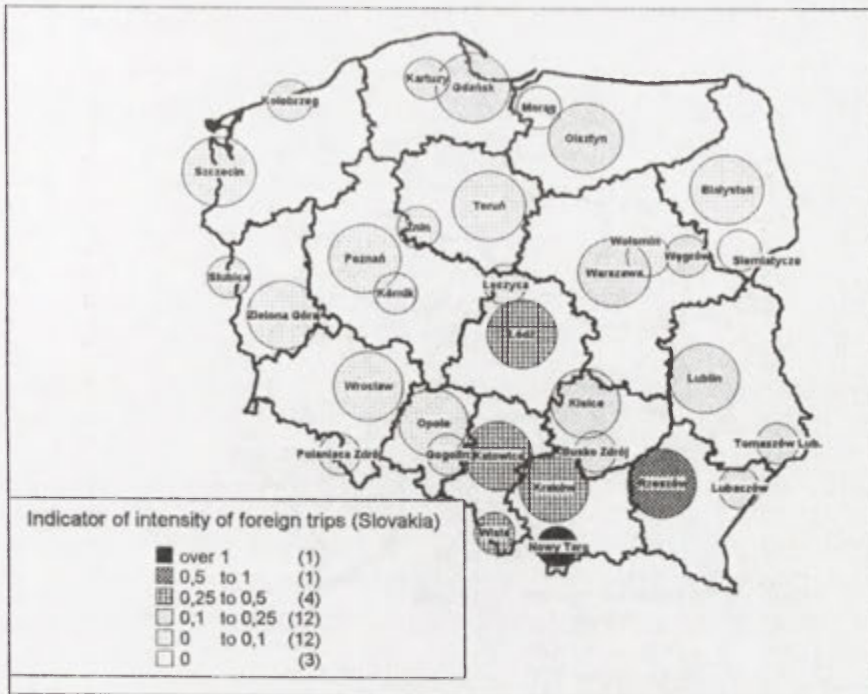 Kartuzy
Gdańsk
Kołobrzeg
Morąg
Olsztyn
Szczecin
Białystok
Toruń
Żnin
Wołomin
Węgrów
Siemiatycze
Poznań
Warszawa
Słubice
Łęczyca
Kórnik
Zielona Góra
Łódź
Wrocław
Lublin
Kielce
Opole
Tomaszów Lub.
Polanica Zdrój
Gogolin
Katowice
Busko Zdrój
Kraków
Rzeszów
Lubaczów
Wisła
Nowy Targ
Indicator of intensity of foreign trips (Slovakia)
over 1 (1)
0,5 to 1 (1)
0,25 to 0,5 (4)
0,1 to 0,25 (12)
0 to 0,1 (12)
0 (3)